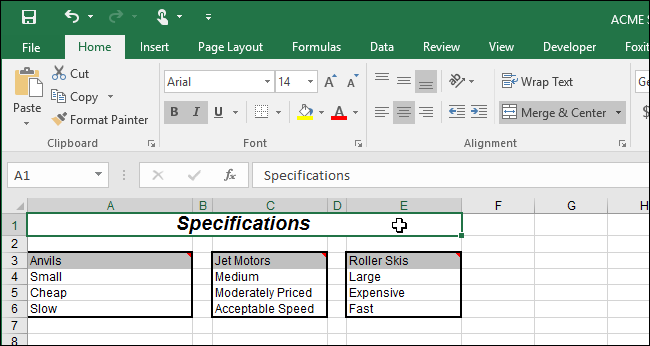 ACME S
File Home Insert Page Layout Formulas Data Review View Developer Foxit
Cut
Copy
Format Painter
Paste
Clipboard
Arial 14 A A
B I U A
Font
ab
Wrap Text
Merge & Center
Alignment
Ge
$
A1 fx Specifications
A B C D E F G H
1 Specifications
2
3 Anvils Jet Motors Roller Skis
4 Small Medium Large
5 Cheap Moderately Priced Expensive
6 Slow Acceptable Speed Fast
7
8